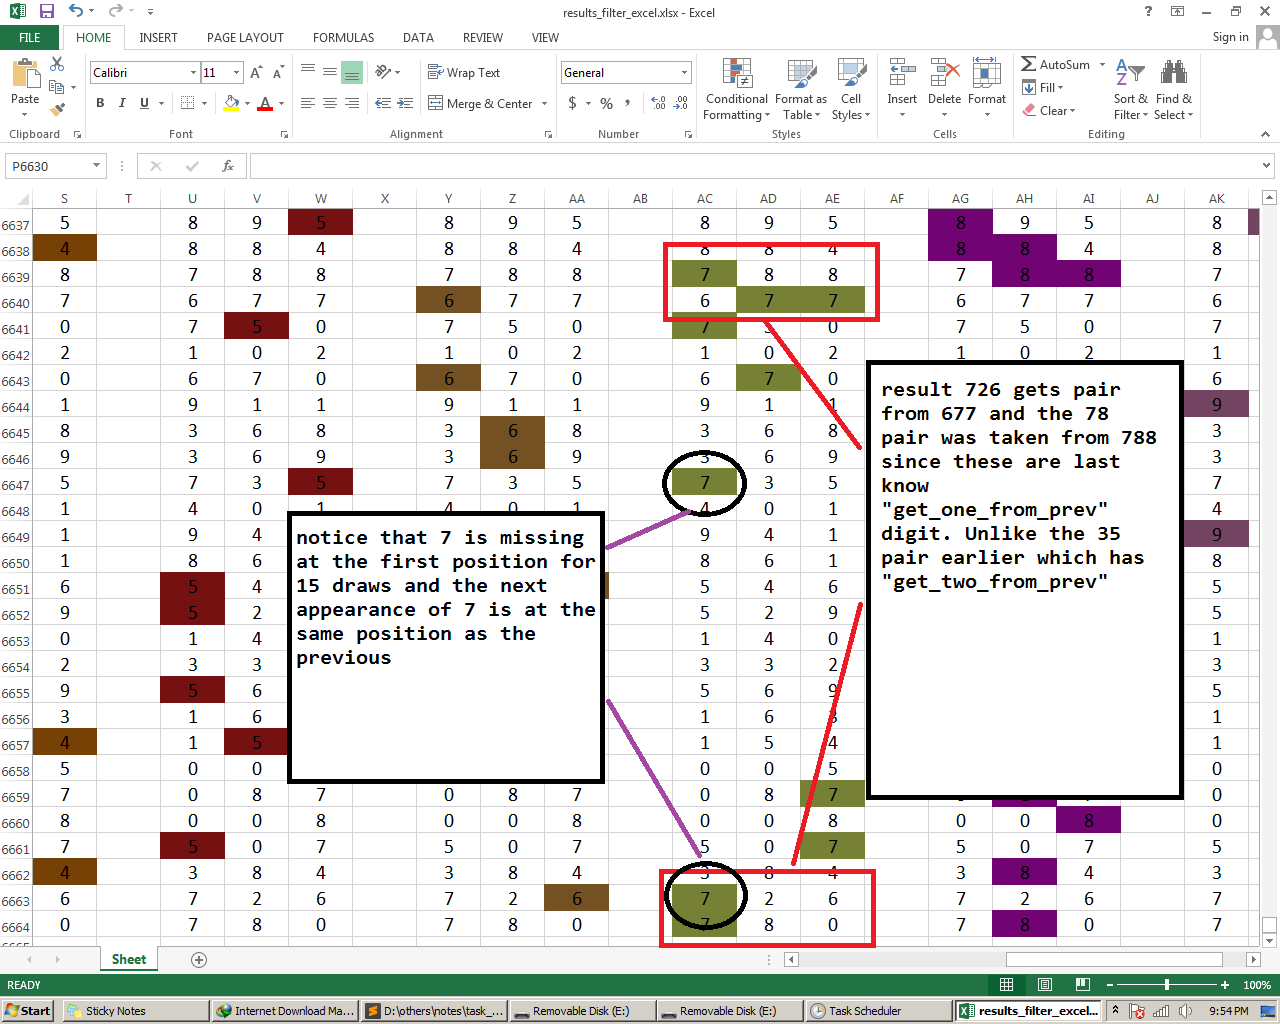 results_filter_excel.xlsx - Excel
Sign in
FILE HOME INSERT PAGE LAYOUT FORMULAS DATA REVIEW VIEW
Calibri 11 Wrap Text General AutoSum
Paste Conditional Format as Cell Insert Delete Format Fill Sort & Find &
B I U Merge & Center $ % , Formatting Table Styles Clear Filter Select
Clipboard Font Alignment Number Styles Cells Editing
P6630 fx
S T U V W X Y Z AA AB AC AD AE AF AG AH AI AJ AK
6637 5 8 9 5 8 9 5 8 9 5 8 9 5 8
6638 4 8 8 4 8 8 4 8 8 4 8 8 4 8
6639 8 7 8 8 7 8 8 7 8 8 7 8 8 7
6640 7 6 7 7 6 7 7 6 7 7 6 7 7 6
6641 0 7 5 0 7 5 0 7 5 0 7 5 0 7
6642 2 1 0 2 1 0 2 1 0 2 1 0 2 1
6643 0 6 7 0 6 7 0 6 7 0 6
6644 1 9 1 1 9 1 1 9 1 1 9
6645 8 3 6 8 3 6 8 3 6 8 3
6646 9 3 6 9 3 6 9 3 6 9 3
6647 5 7 3 5 7 3 5 7 3 5 7
6648 1 4 0 1 4 0 1 4 0 1 4
6649 1 9 4 9 4 1 9
6650 1 8 6 8 6 1 8
6651 6 5 4 5 4 6 5
6652 9 5 2 5 2 9 5
6653 0 1 4 1 4 0 1
6654 2 3 3 3 3 2 3
6655 9 5 6 5 6 9 5
6656 3 1 6 1 6 3 1
6657 4 1 5 1 5 4 1
6658 5 0 0 0 0 5 0
6659 7 0 8 7 0 8 7 0 8 7 0
6660 8 0 0 8 0 0 8 0 0 8 0 0 8 0
6661 7 5 0 7 5 0 7 5 0 7 5 0 7 5
6662 4 3 8 4 3 8 4 3 8 4 3 8 4 3
6663 6 7 2 6 7 2 6 7 2 6 7 2 6 7
6664 0 7 8 0 7 8 0 7 8 0 7 8 0 7
result 726 gets pair
from 677 and the 78
pair was taken from 788
since these are last
know
"get_one_from_prev"
digit. Unlike the 35
pair earlier which has
"get_two_from_prev"
notice that 7 is missing
at the first position for
15 draws and the next
appearance of 7 is at the
same position as the
previous
Sheet
READY 100%
Start Sticky Notes Internet Download Ma... D:\others\notes\task_... Removable Disk (E:) Removable Disk (E:) Task Scheduler results_filter_exc... 9:54 PM